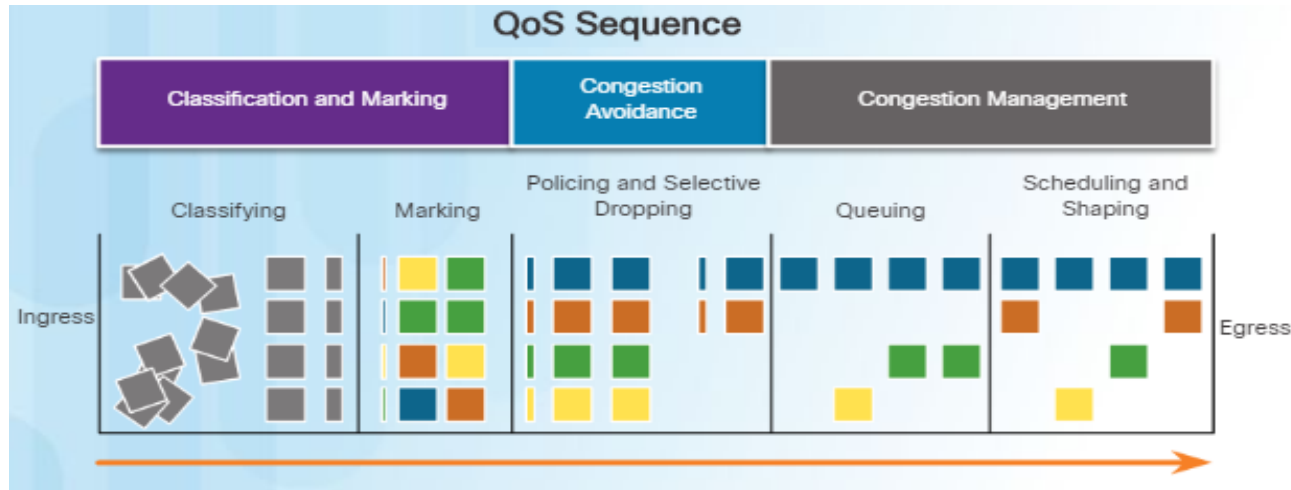 QoS Sequence
Classification and Marking
Congestion
Avoidance
Congestion Management
Classifying
Marking
Policing and Selective
Dropping
Queuing
Scheduling and
Shaping
Ingress
Egress